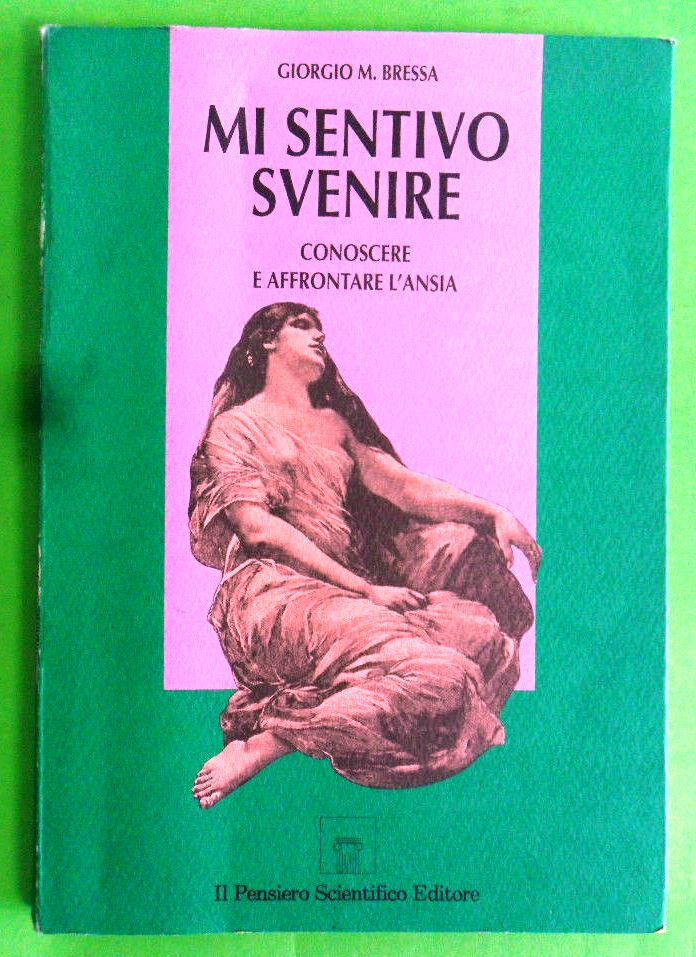 GIORGIO M. BRESSA
MI SENTIVO
SVENIRE
CONOSCERE
E AFFRONTARE L'ANSIA
Il Pensiero Scientifico Editore